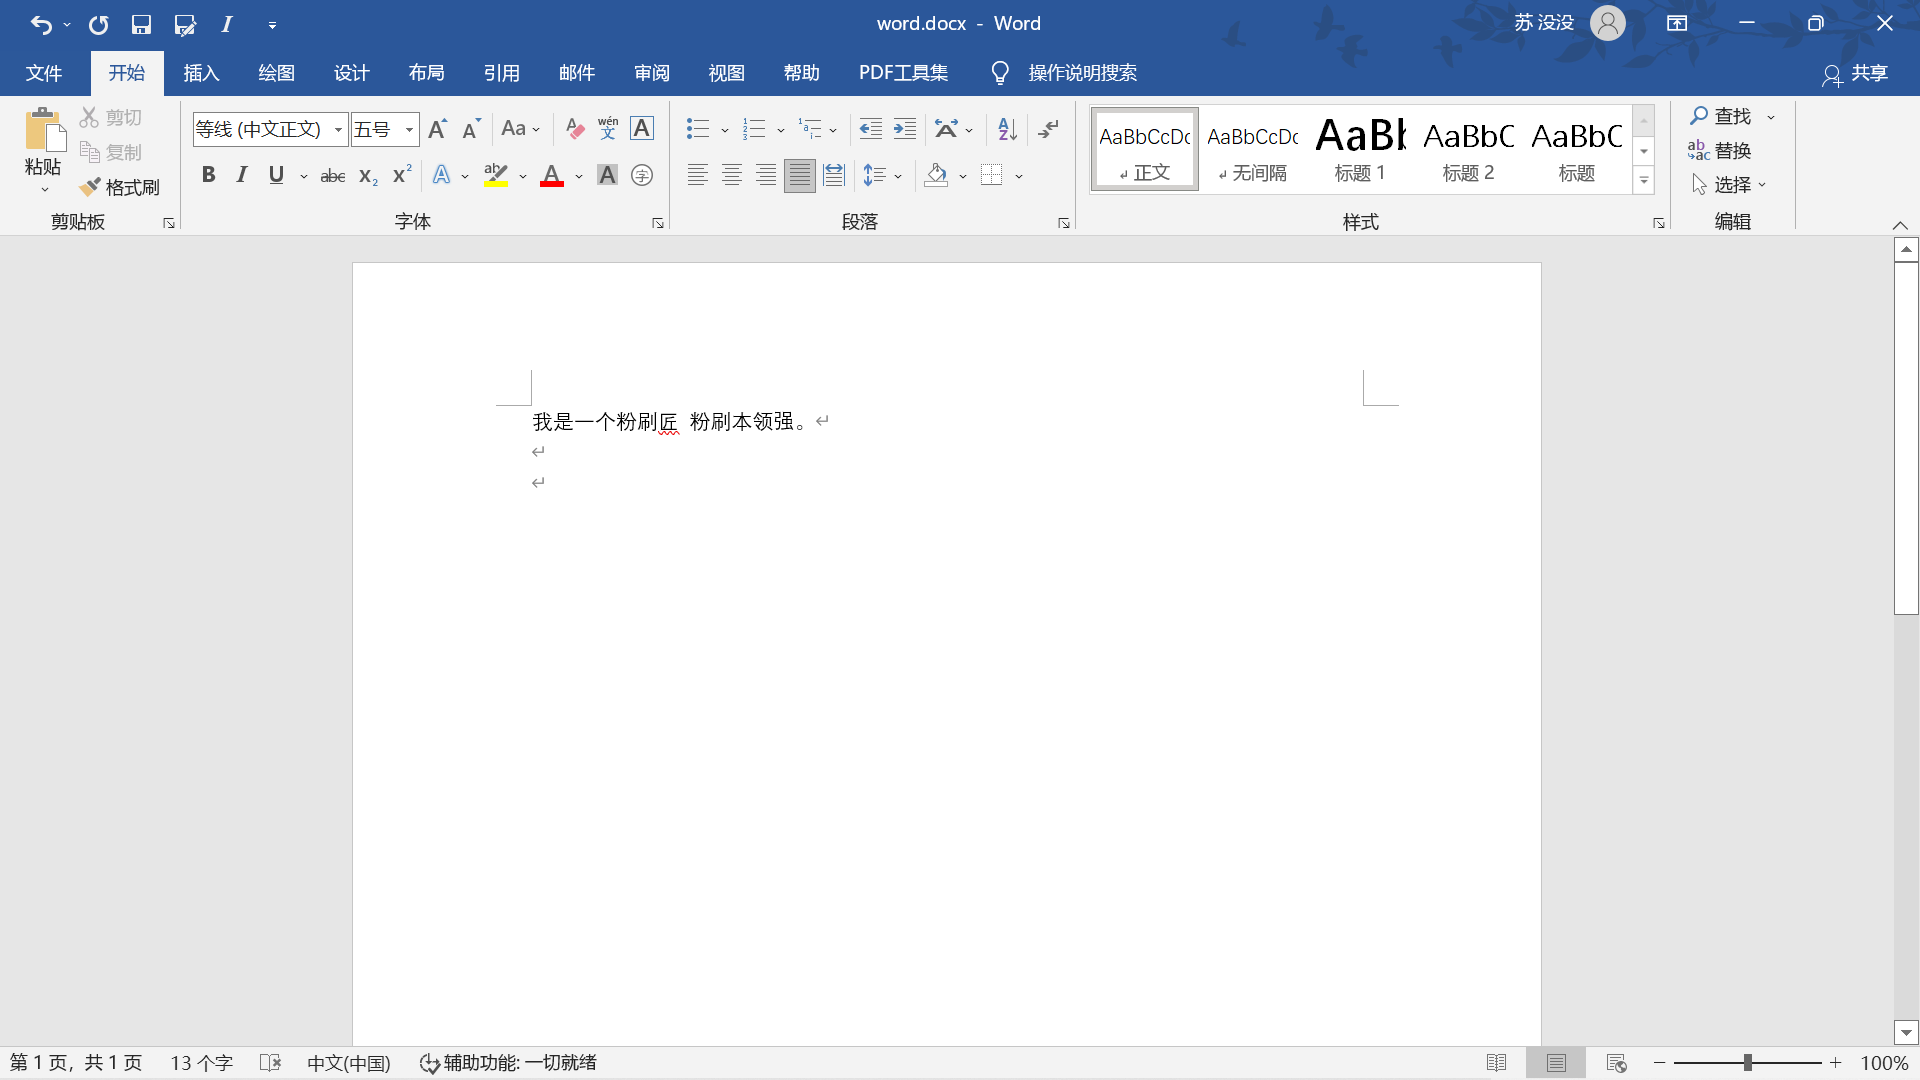 word.docx - Word
苏 没没
文件 开始 插入 绘图 设计 布局 引用 邮件 审阅 视图 帮助 PDF工具集 操作说明搜索 共享
粘贴
剪切
复制
格式刷
剪贴板
等线 (中文正文) 五号
字体
段落
AaBbCcDc AaBbCcDc AaBl AaBbC AaBbC
正文 无间隔 标题 1 标题 2 标题
样式
查找
替换
选择
编辑
我是一个粉刷匠 粉刷本领强。
第 1 页，共 1 页 13 个字 中文(中国) 辅助功能: 一切就绪 100%